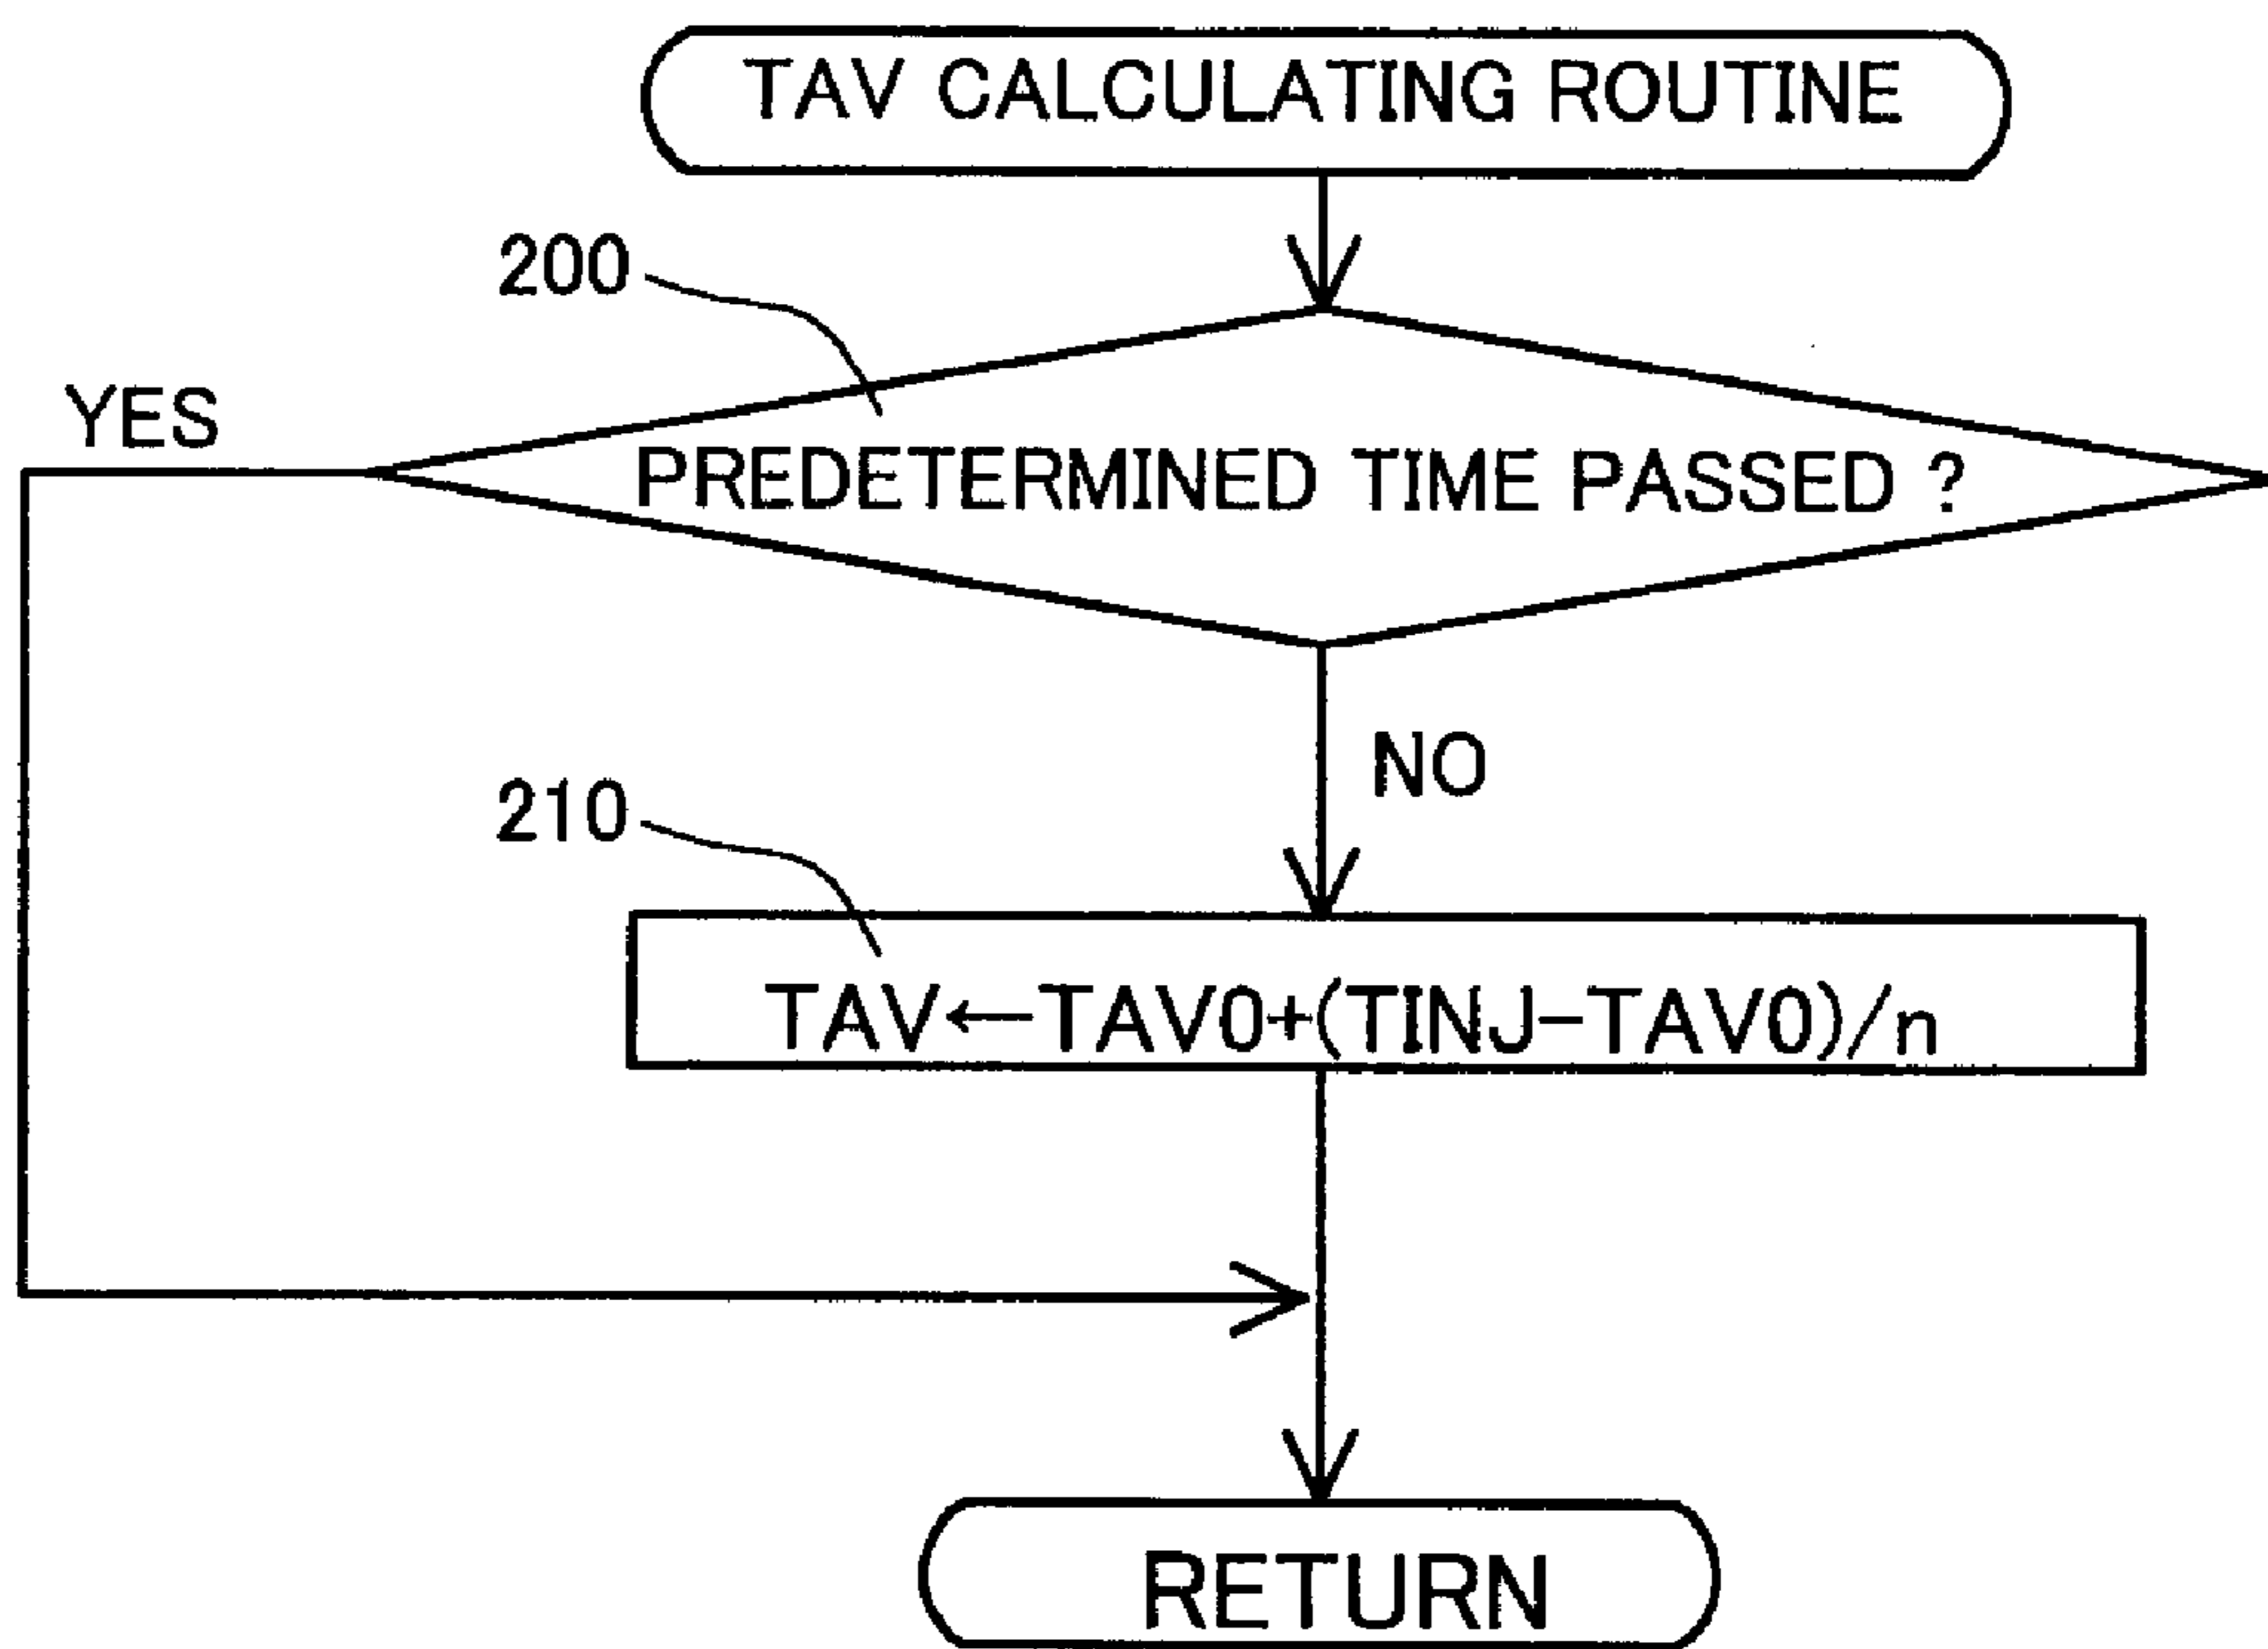 TAV CALCULATING ROUTINE
200
YES
PREDETERMINED TIME PASSED ?
NO
210
TAV←TAV0+(TINJ-TAV0)/n
RETURN